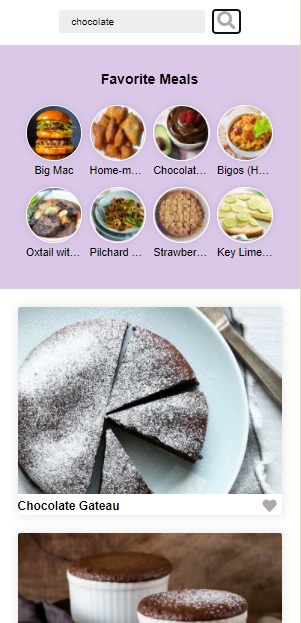 chocolate
Favorite Meals
Big Mac
Home-m...
Chocolat...
Bigos (H...
Oxtail wit...
Pilchard ...
Strawber...
Key Lime...
Chocolate Gateau